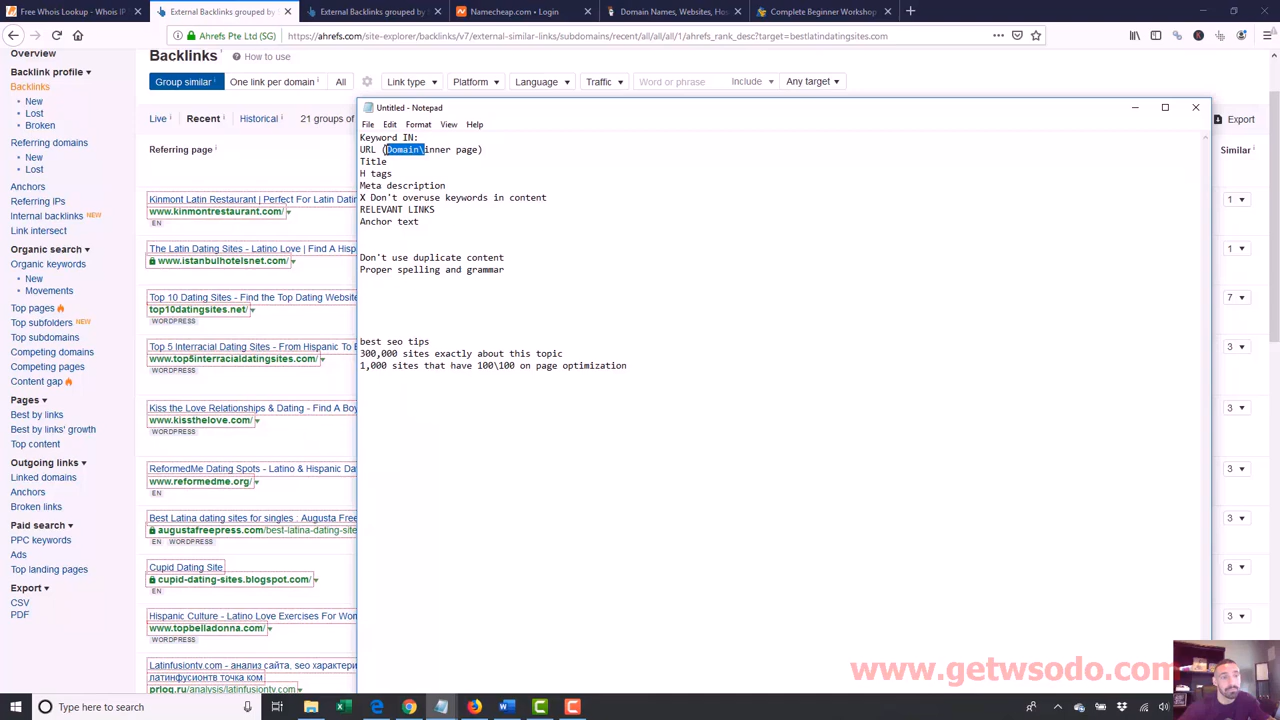 Free Whois Lookup - Whois IP
External Backlinks grouped by
External Backlinks grouped by
Namecheap.com • Login
Domain Names, Websites, Hos
Complete Beginner Workshop
Ahrefs Pte Ltd (SG)
https://ahrefs.com/site-explorer/backlinks/v7/external-similar-links/subdomains/recent/all/all/all/1/ahrefs_rank_desc?target=bestlatindatingsites.com
Overview
Backlink profile
Backlinks
New
Lost
Broken
Referring domains
New
Lost
Anchors
Referring IPs
Internal backlinks NEW
Link intersect
Organic search
Organic keywords
New
Movements
Top pages
Top subfolders NEW
Top subdomains
Competing domains
Competing pages
Content gap
Pages
Best by links
Best by links' growth
Top content
Outgoing links
Linked domains
Anchors
Broken links
Paid search
PPC keywords
Ads
Top landing pages
Export
CSV
PDF
Backlinks
How to use
Group similar
One link per domain
All
Link type
Platform
Language
Traffic
Word or phrase
Include
Any target
Live
Recent
Historical
21 groups of
Export
Referring page
Similar
Kinmont Latin Restaurant | Perfect For Latin Datin
www.kinmontrestaurant.com/
EN
1
The Latin Dating Sites - Latino Love | Find A Hisp
www.istanbulhotelsnet.com/
1
Top 10 Dating Sites - Find the Top Dating Website
top10datingsites.net/
WORDPRESS
7
Top 5 Interracial Dating Sites - From Hispanic To B
www.top5interracialdatingsites.com/
WORDPRESS
3
Kiss the Love Relationships & Dating - Find A Boy
www.kissthelove.com/
WORDPRESS
3
ReformedMe Dating Spots - Latino & Hispanic Da
www.reformedme.org/
EN
3
Best Latina dating sites for singles : Augusta Free
augustafreepress.com/best-latina-dating-site
EN WORDPRESS
3
Cupid Dating Site
cupid-dating-sites.blogspot.com/
EN
8
Hispanic Culture - Latino Love Exercises For Wom
www.topbelladonna.com/
WORDPRESS
3
Latinfusiontv.com - анализ сайта, seo характери
латинфусионтв точка ком
prlog.ru/analysis/latinfusiontv.com
Untitled - Notepad
File Edit Format View Help
Keyword IN:
URL (Domain\inner page)
Title
H tags
Meta description
X Don't overuse keywords in content
RELEVANT LINKS
Anchor text
Don't use duplicate content
Proper spelling and grammar
best seo tips
300,000 sites exactly about this topic
1,000 sites that have 100\100 on page optimization
www.getwsodo.com
Type here to search